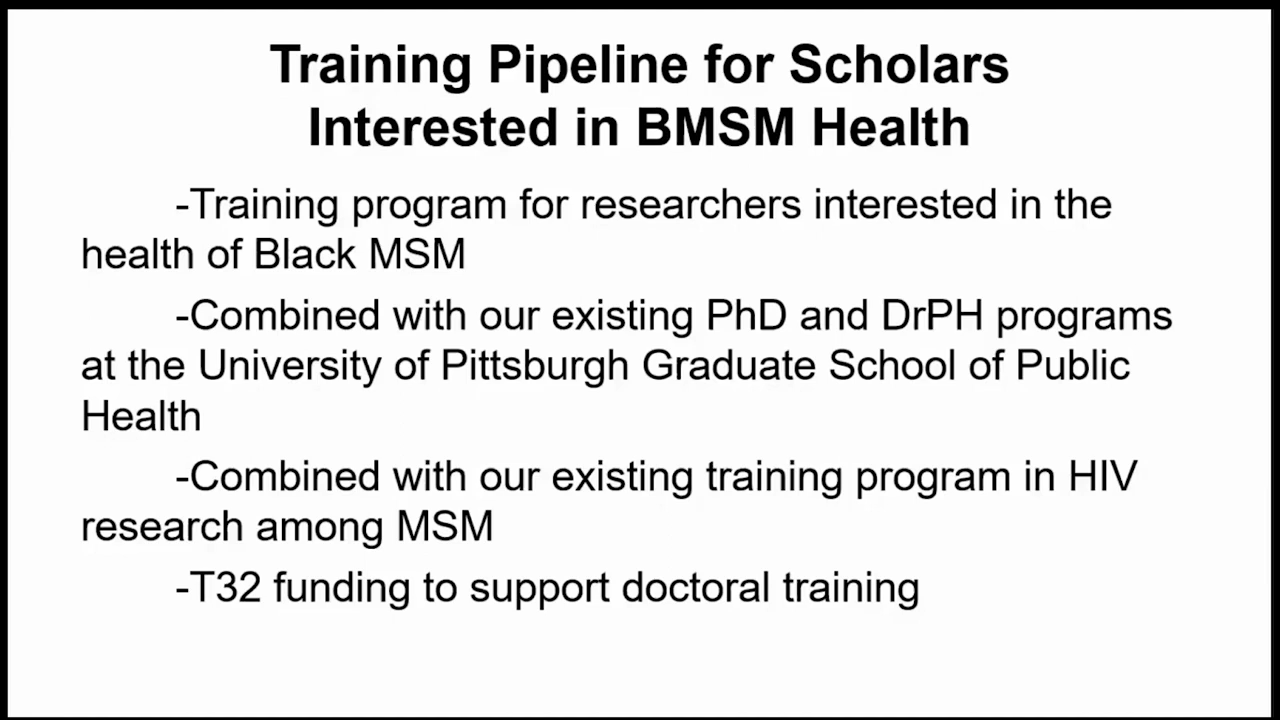 Training Pipeline for Scholars
Interested in BMSM Health
-Training program for researchers interested in the
health of Black MSM
-Combined with our existing PhD and DrPH programs
at the University of Pittsburgh Graduate School of Public
Health
-Combined with our existing training program in HIV
research among MSM
-T32 funding to support doctoral training